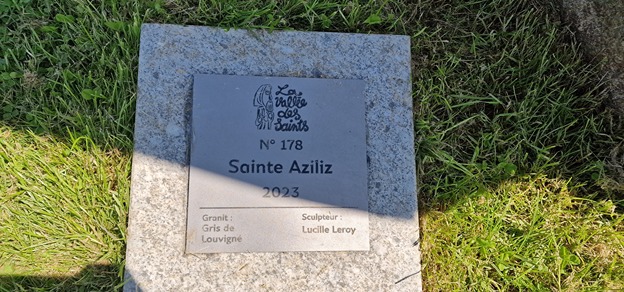 La
Vallée
des
Saints
N° 178
Sainte Aziliz
2023
Granit :
Gris de
Louvigné
Sculpteur :
Lucille Leroy